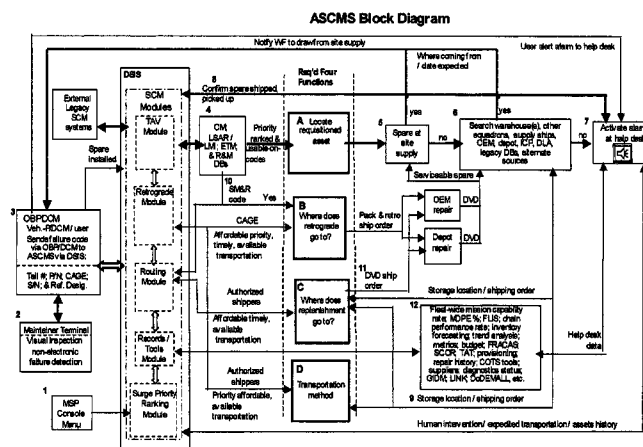 ASCMS Block Diagram
Notify WF to draw from site supply
Where coming from
/ date expected
User alert alarm to help desk
DSIS
SCM
Modules
TAV
Module
Retrograde
Module
Routing
Module
Records /
Tools
Module
Surge Priority
Ranking
Module
External
Legacy
SCM
systems
Spare
installed
3
OBP/DCM
Veh.-RDCM / user
Sends failure code
via OBP/DCM to
ASCMS via DSIS:
Tail #; P/N; CAGE;
S/N; & Ref. Desig.
2
Maintainer Terminal
Visual inspection
non-electronic
failure detection
1
MSP
Console
Menu
8
Confirm spare shipped,
picked up
4
CM;
LSAR /
LMI; ETM;
& R&M
DBs
Priority
ranked &
usable-on-
codes
10
SM&R
code
Yes
CAGE
Affordable priority,
timely, available
transportation
Authorized
shippers
Affordable timely,
available
transportation
Authorized
shippers
Priority affordable,
available
transportation
Req'd Four
Functions
A Locate
requisitioned
asset
B
Where does
retrograde
go to?
C
Where does
replenishment
go to?
D
Transportation
method
5
yes
Spare at
site
supply
no
6
yes
Search warehouse(s), other
squadrons, supply ships,
OEM, depot, ICP, DLA,
legacy DBs, alternate
sources
no
7
Activate alarm
at help desk
Serviceable spare
Pack & retro
ship order
OEM
repair
DVD
Depot
repair
DVD
11
DVD ship
order
Storage location / shipping order
12
Fleet-wide mission capability
rate; MDPE %; FLIS; chain
performance rate; inventory
forecasting; trend analysis;
metrics; budget; FRACAS;
SCOR; TAT; provisioning;
repair history; COTS tools;
suppliers; diagnostics status;
GIDM; LINK; CoDEMALL, etc.
Help desk
data
9 Storage location / shipping order
Human intervention / expedited transportation / assets history